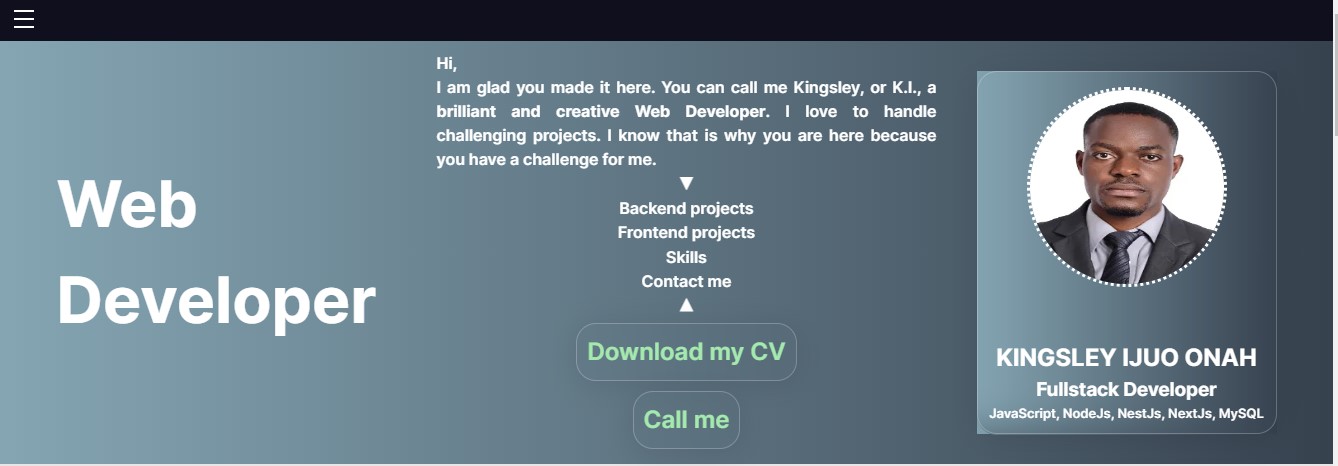 Web
Developer
Hi,
I am glad you made it here. You can call me Kingsley, or K.I., a
brilliant and creative Web Developer. I love to handle
challenging projects. I know that is why you are here because
you have a challenge for me.
▼
Backend projects
Frontend projects
Skills
Contact me
▲
Download my CV
Call me
KINGSLEY IJUO ONAH
Fullstack Developer
JavaScript, NodeJs, NestJs, NextJs, MySQL